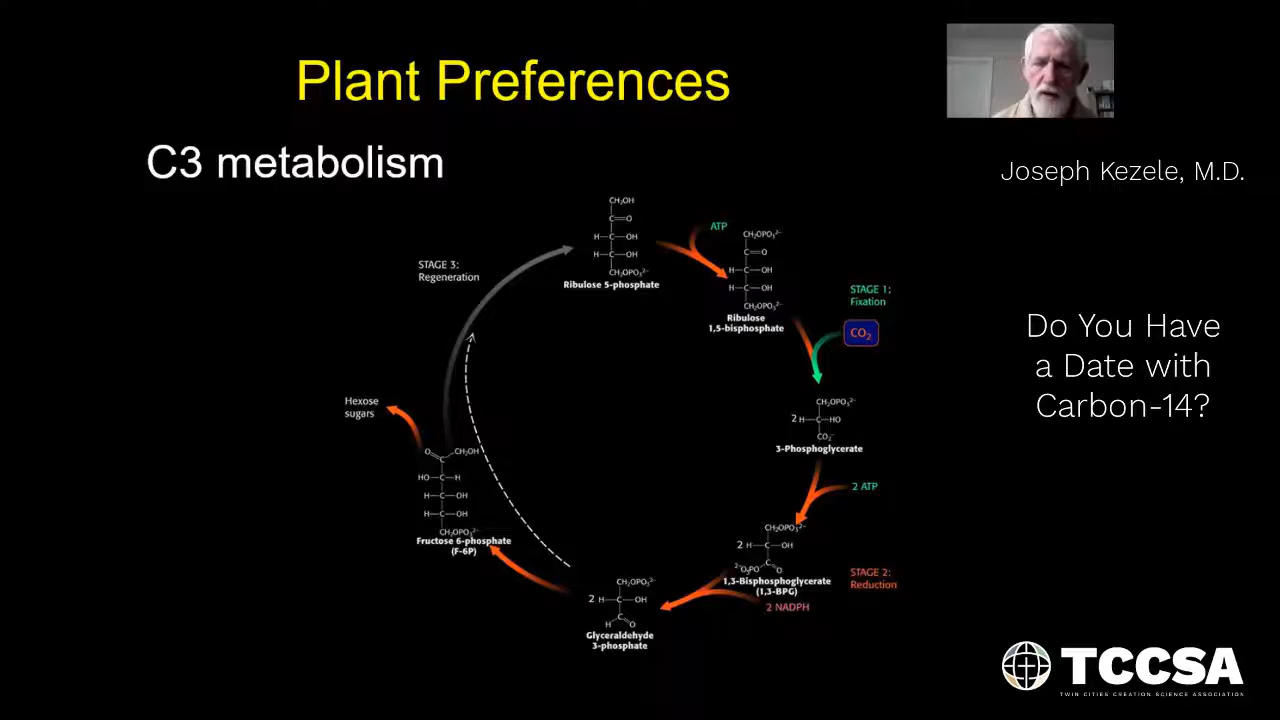 Plant Preferences
C3 metabolism
Joseph Kezele, M.D.
Do You Have
a Date with
Carbon-14?
STAGE 3:
Regeneration
CH₂OH
C=O
H—C—OH
H—C—OH
CH₂OPO₃²⁻
Ribulose 5-phosphate
ATP
CH₂OPO₃²⁻
C=O
H—C—OH
H—C—OH
CH₂OPO₃²⁻
Ribulose
1,5-bisphosphate
STAGE 1:
Fixation
CO₂
CH₂OPO₃²⁻
2 H—C—HO
CO₂⁻
3-Phosphoglycerate
2 ATP
CH₂OPO₃²⁻
2 H—C—OH
²⁻O₃PO C O
1,3-Bisphosphoglycerate
(1,3-BPG)
STAGE 2:
Reduction
2 NADPH
CH₂OPO₃²⁻
2 H—C—OH
H C O
Glyceraldehyde
3-phosphate
Hexose
sugars
O C CH₂OH
HO—C—H
H—C—OH
H—C—OH
CH₂OPO₃²⁻
Fructose 6-phosphate
(F-6P)
TCCSA
TWIN CITIES CREATION SCIENCE ASSOCIATION